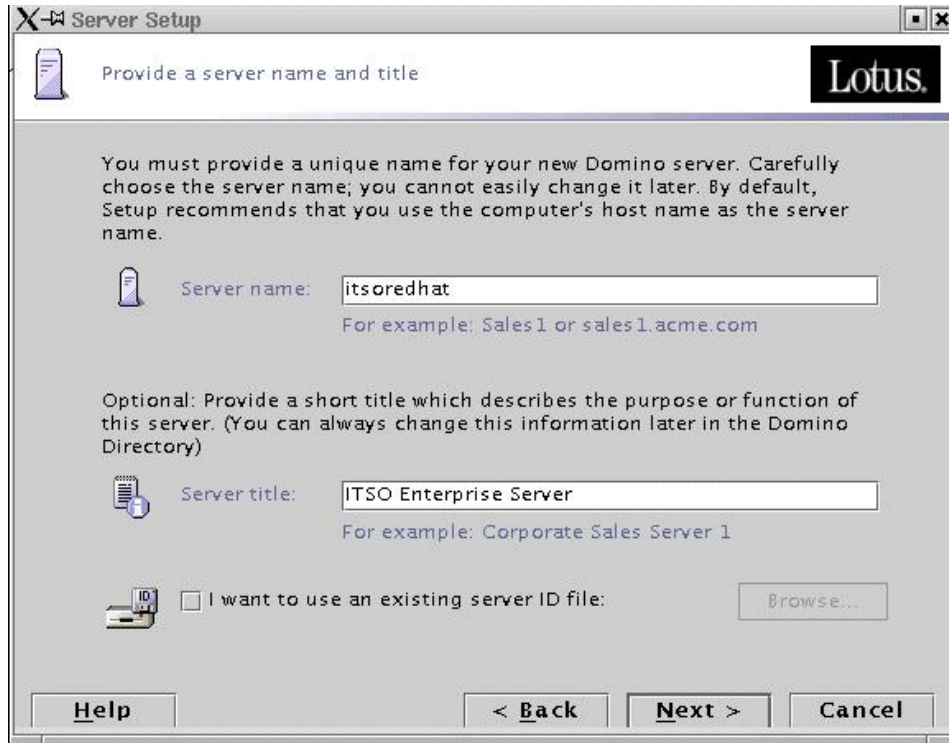 Server Setup
Provide a server name and title
Lotus.
You must provide a unique name for your new Domino server. Carefully
choose the server name; you cannot easily change it later. By default,
Setup recommends that you use the computer's host name as the server
name.
Server name: itsoredhat
For example: Sales1 or sales1.acme.com
Optional: Provide a short title which describes the purpose or function of
this server. (You can always change this information later in the Domino
Directory)
Server title: ITSO Enterprise Server
For example: Corporate Sales Server 1
ID
I want to use an existing server ID file: Browse...
Help < Back Next > Cancel